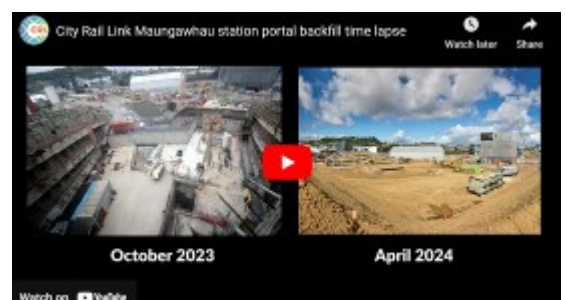 CRL
City Rail Link Maungawhau station portal backfill time lapse
Watch later
Share
October 2023
April 2024
Watch on YouTube